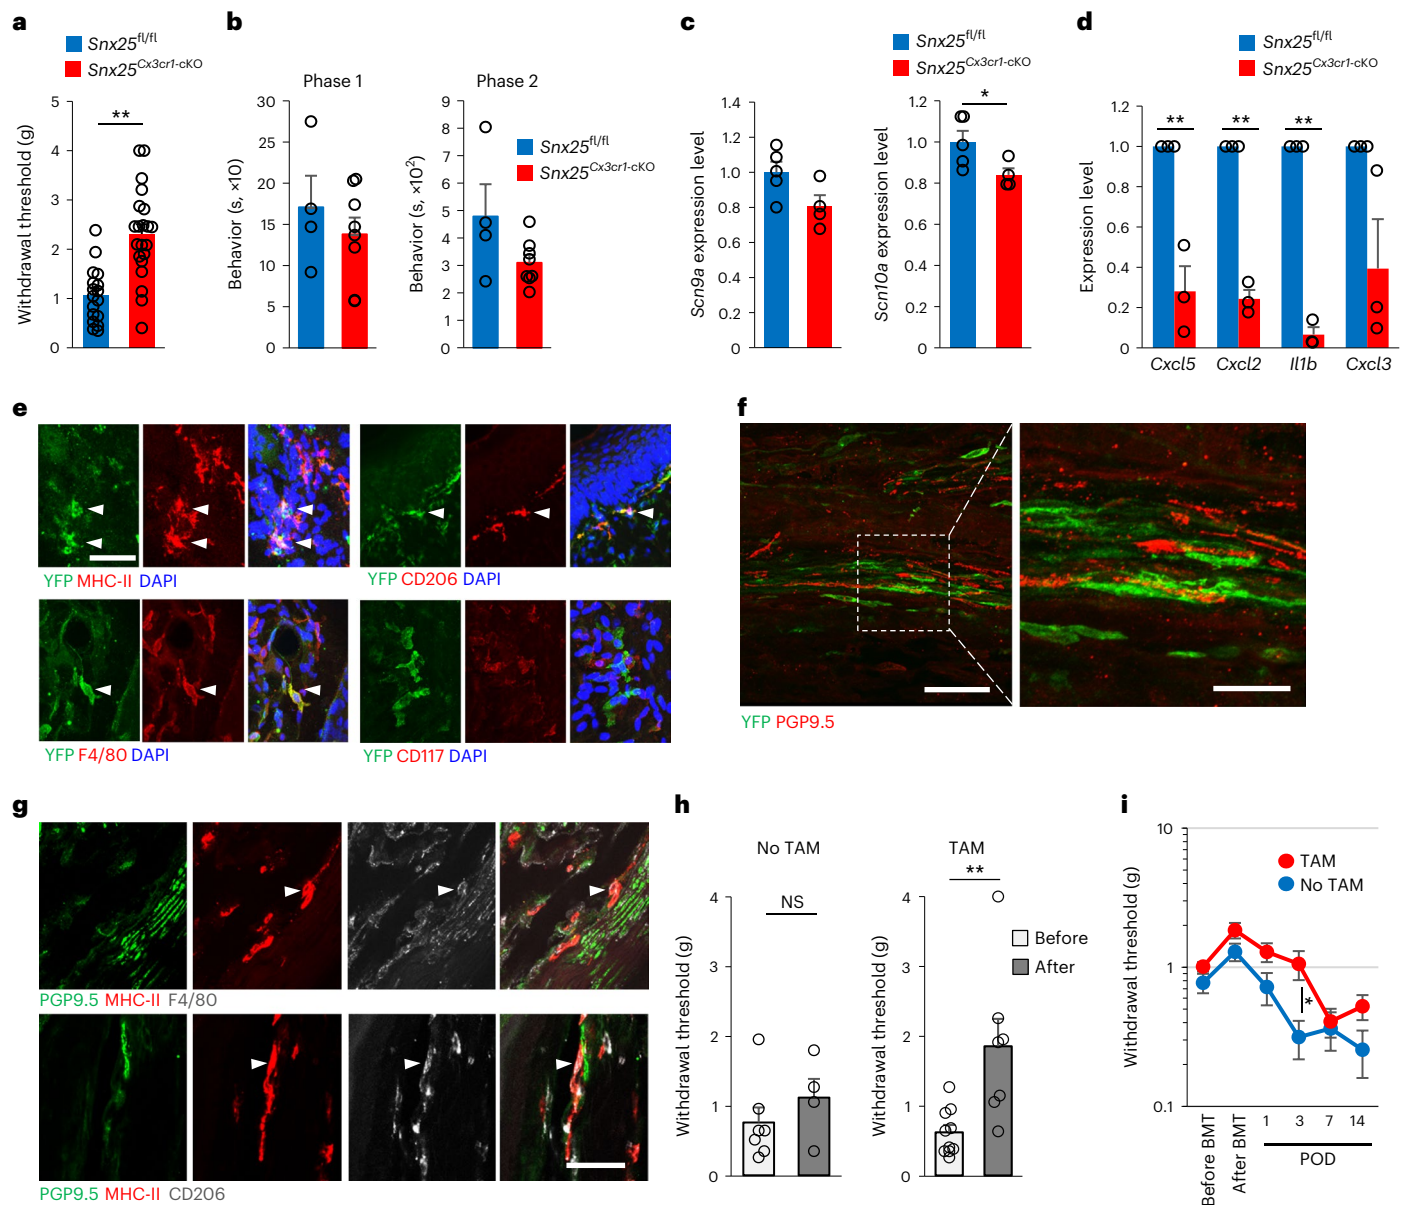 a
Snx25fl/fl
Snx25Cx3cr1-cKO
Withdrawal threshold (g)
5
4
3
2
1
0
**
b
Phase 1
Behavior (s, ×10²)
30
25
20
15
10
5
0
Phase 2
Behavior (s, ×10²)
9
8
7
6
5
4
3
2
1
0
Snx25fl/fl
Snx25Cx3cr1-cKO
c
Snx25fl/fl
Snx25Cx3cr1-cKO
Scn9a expression level
1.4
1.2
1.0
0.8
0.6
0.4
0.2
0
Scn10a expression level
1.2
1.0
0.8
0.6
0.4
0.2
0
*
d
Snx25fl/fl
Snx25Cx3cr1-cKO
Expression level
1.2
1.0
0.8
0.6
0.4
0.2
0
** ** **
Cxcl5 Cxcl2 Il1b Cxcl3
e
YFP MHC-II DAPI
YFP CD206 DAPI
YFP F4/80 DAPI
YFP CD117 DAPI
f
YFP PGP9.5
g
PGP9.5 MHC-II F4/80
PGP9.5 MHC-II CD206
h
No TAM
Withdrawal threshold (g)
4
3
2
1
0
NS
TAM
Withdrawal threshold (g)
4
3
2
1
0
**
Before
After
i
Withdrawal threshold (g)
10
1
0.1
TAM
No TAM
*
Before BMT
After BMT
1 3 7 14
POD